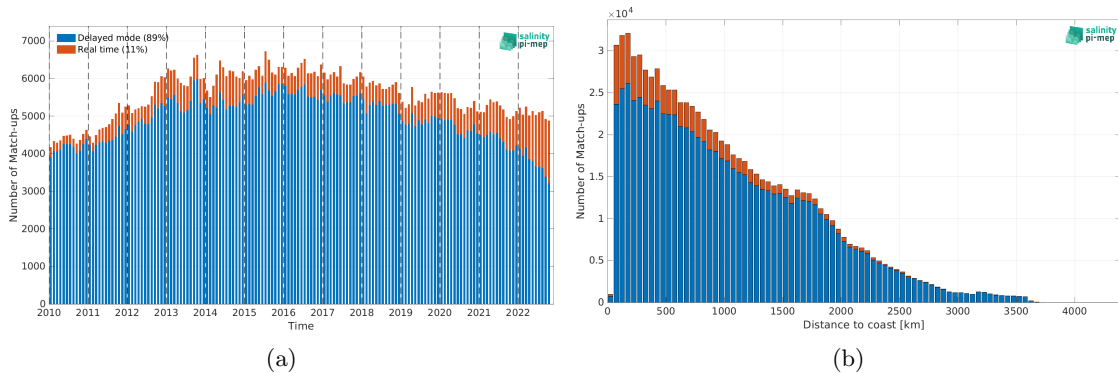 Delayed mode (89%)
Real time (11%)
salinity
pi-mep
7000
6000
5000
4000
3000
2000
1000
0
Number of Match-ups
2010 2011 2012 2013 2014 2015 2016 2017 2018 2019 2020 2021 2022
Time
(a)
×10⁴
salinity
pi-mep
3
2.5
2
1.5
1
0.5
0
Number of Match-ups
0 500 1000 1500 2000 2500 3000 3500 4000
Distance to coast [km]
(b)